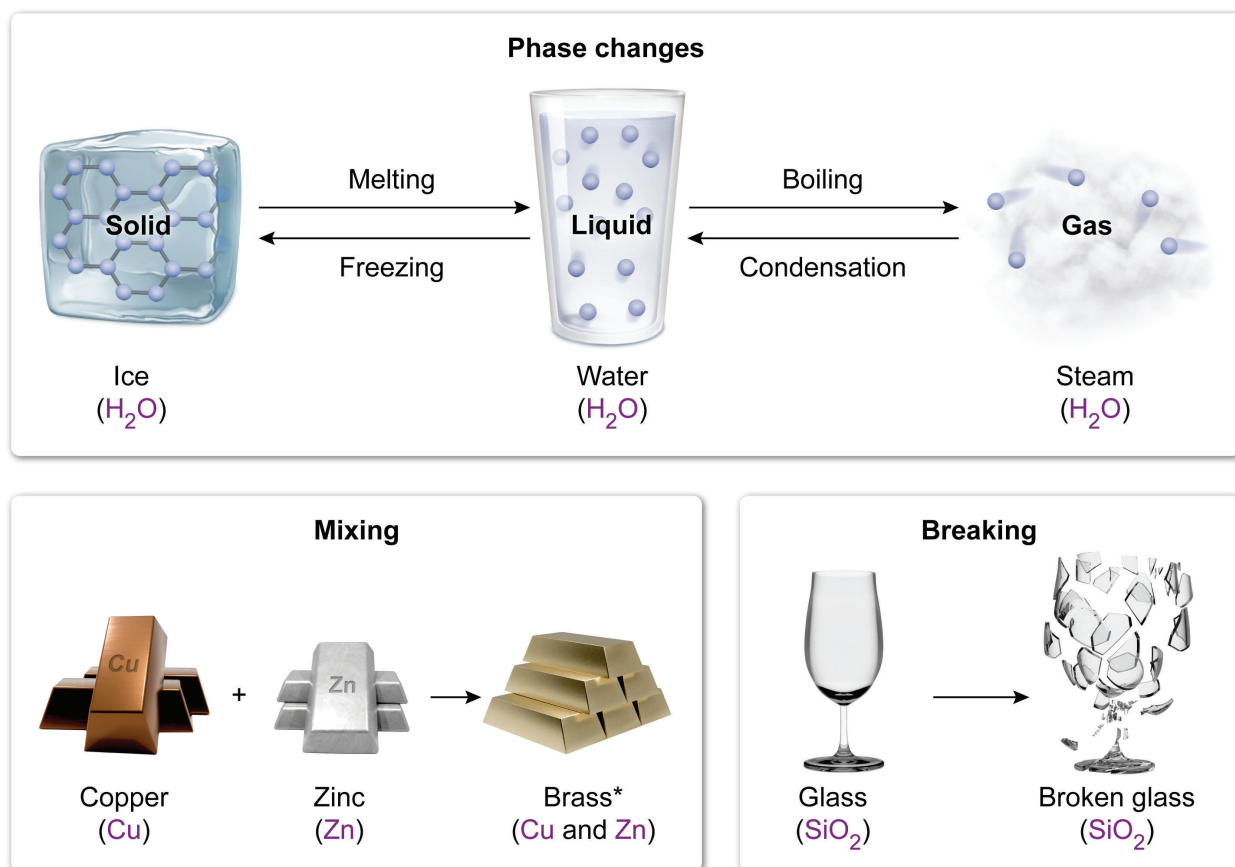 Phase changes
Melting
Boiling
Solid
Liquid
Gas
Freezing
Condensation
Ice
(H₂O)
Water
(H₂O)
Steam
(H₂O)
Mixing
Cu
+
Zn
Copper
(Cu)
Zinc
(Zn)
Brass*
(Cu and Zn)
Breaking
Glass
(SiO₂)
Broken glass
(SiO₂)